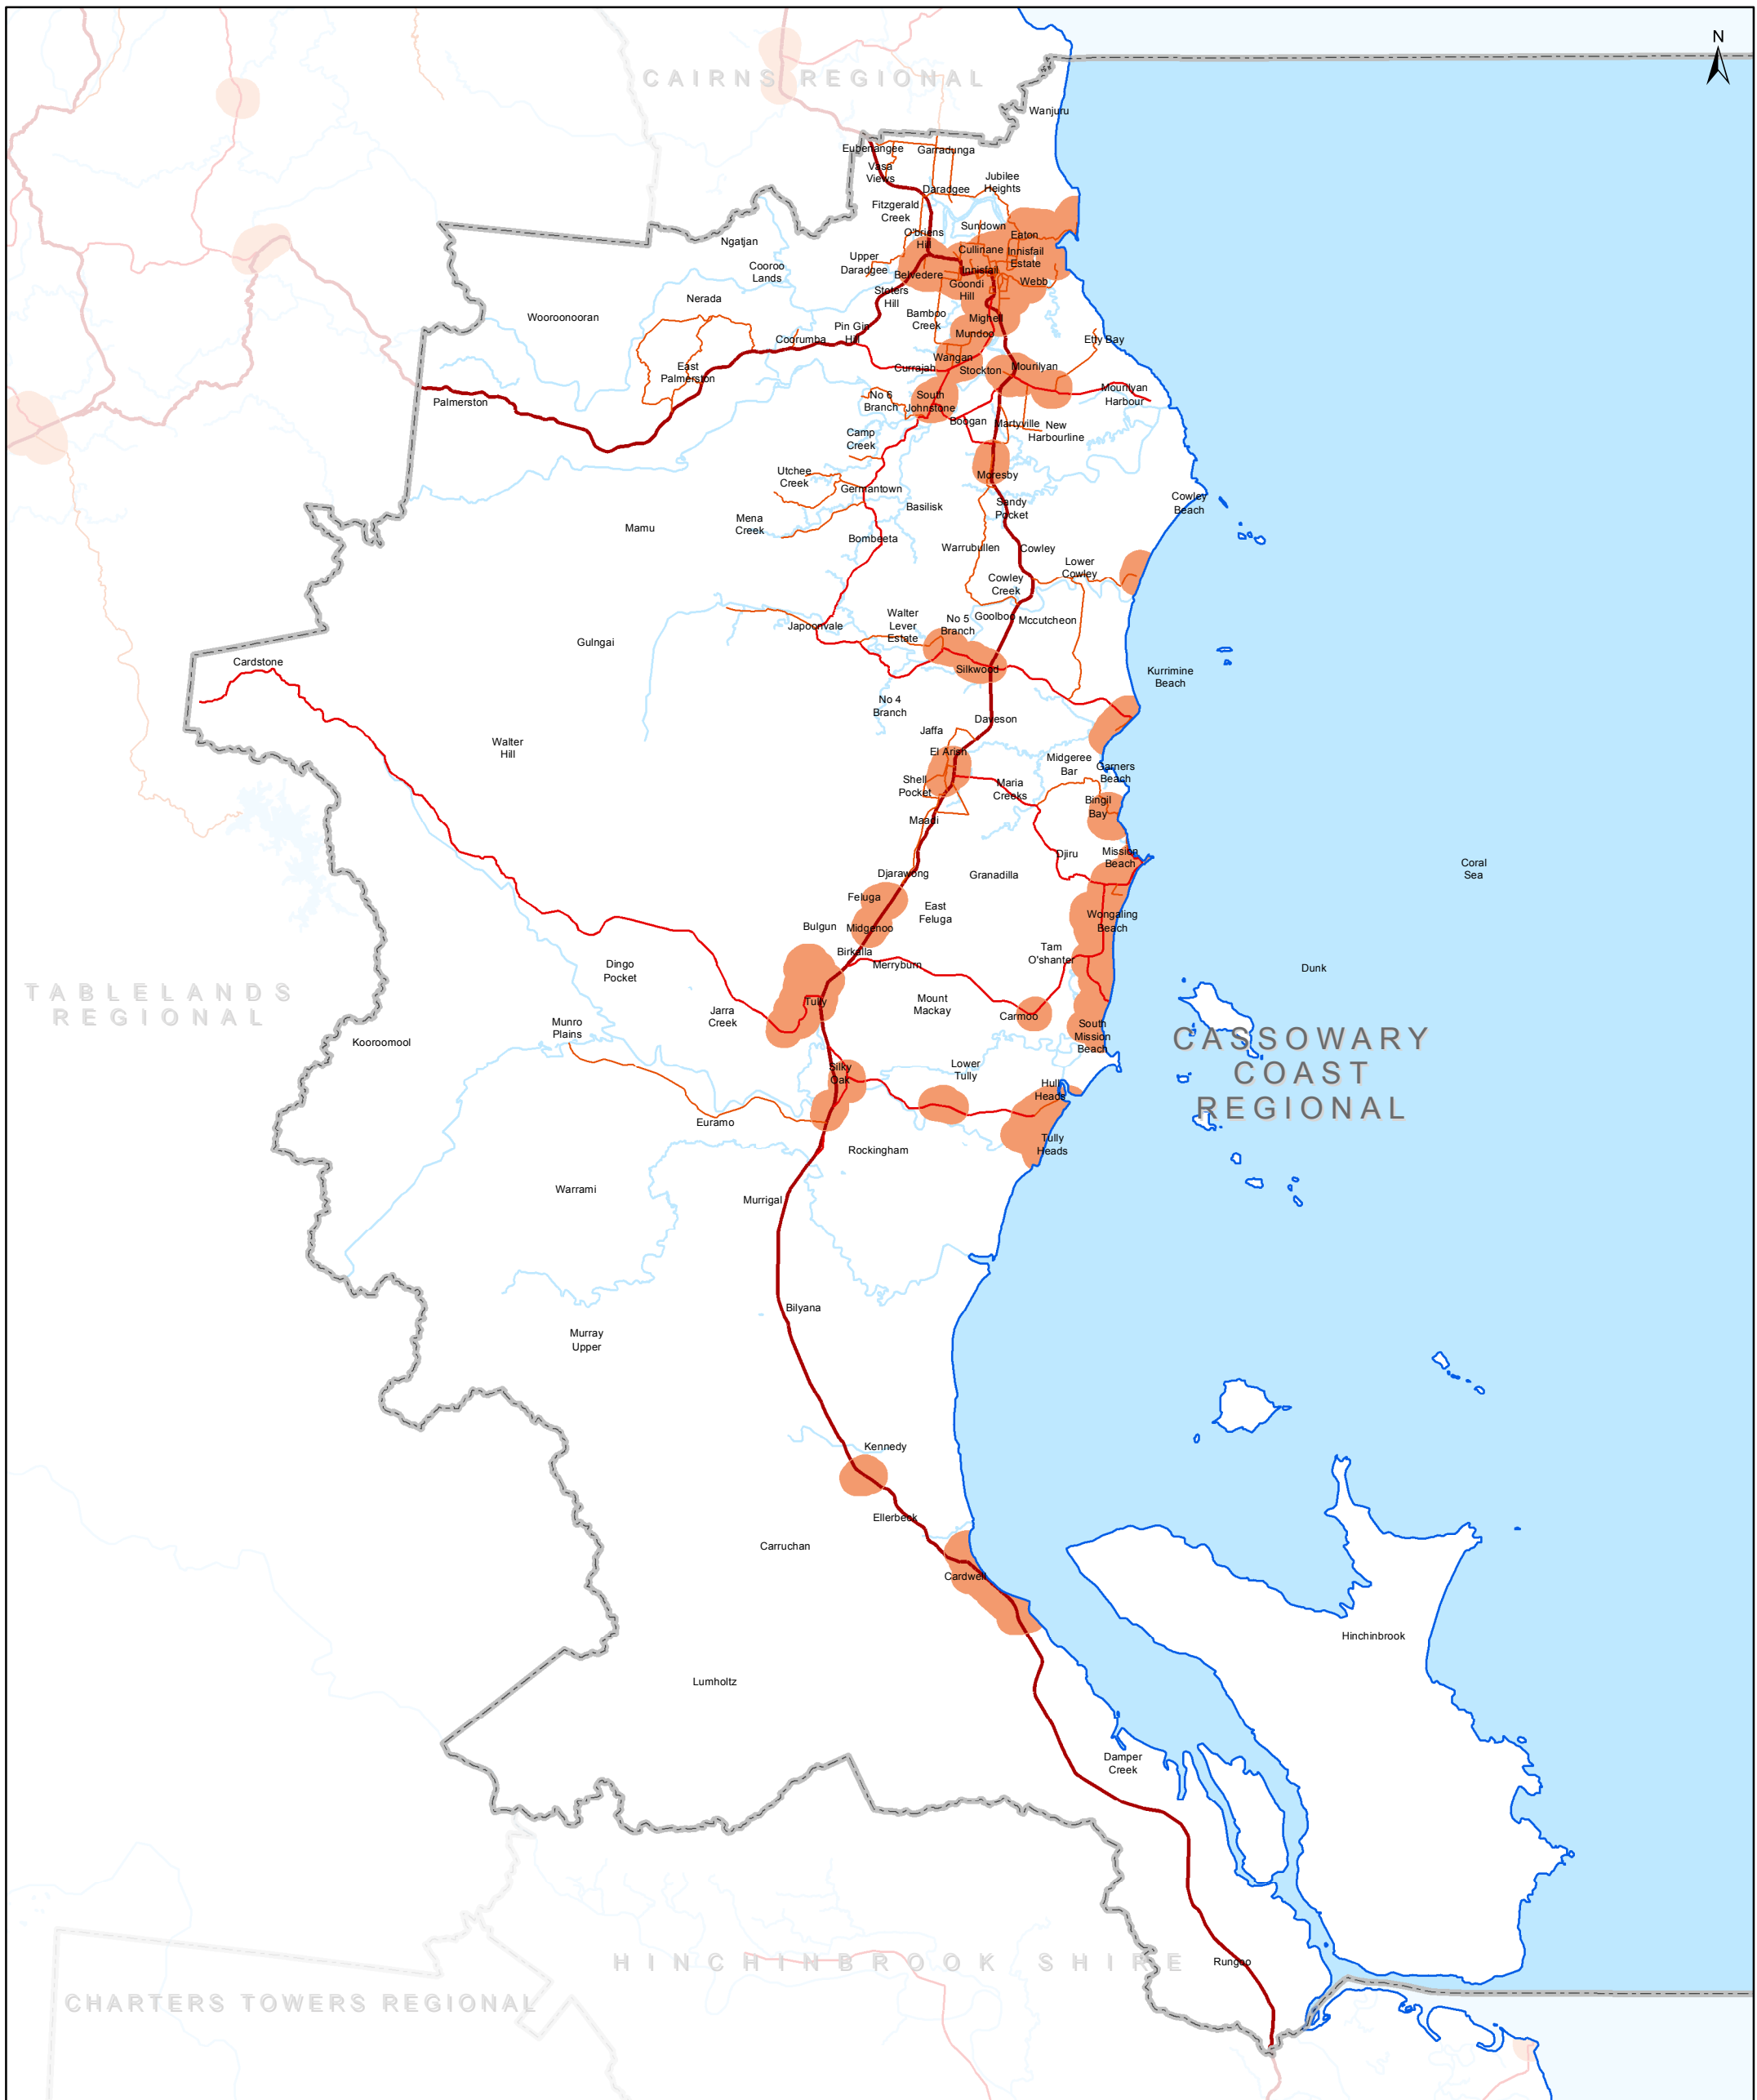 N
CAIRNS REGIONAL
Wanjuru
Eubenangee
Garradunga
Vasa
Views
Jubilee
Heights
Daradgee
Fitzgerald
Creek
Sundown
O'briens
Hill
Eaton
Ngatjan
Cullinane
Innisfail
Estate
Upper
Daradgee
Cooroo
Lands
Belvedere
Innisfail
Webb
Goondi
Hill
Stoters
Hill
Nerada
Wooroonooran
Bamboo
Creek
Mighell
Pin Gin
Hill
Mundoo
Coorumba
Etty Bay
Wangan
Currajah
Stockton
Mourilyan
East
Palmerston
Mourilyan
Harbour
Palmerston
No 6
Branch
South
Johnstone
Boogan
Martyville
New
Harbourline
Camp
Creek
Utchee
Creek
Moresby
Germantown
Cowley
Beach
Basilisk
Sandy
Pocket
Mena
Creek
Mamu
Bombeeta
Warrubullen
Cowley
Lower
Cowley
Cowley
Creek
Walter
Lever
Estate
No 5
Branch
Goolboo
Mccutcheon
Japoonvale
Gulngai
Cardstone
Silkwood
Kurrimine
Beach
No 4
Branch
Daveson
Jaffa
Walter
Hill
El Arish
Midgeree
Bar
Garners
Beach
Shell
Pocket
Maria
Creeks
Bingil
Bay
Maadi
Djiru
Mission
Beach
Coral
Sea
Djarawong
Granadilla
Feluga
East
Feluga
Wongaling
Beach
Bulgun
Midgenoo
Birkalla
Tam
O'shanter
Merryburn
Dingo
Pocket
Dunk
TABLELANDS
REGIONAL
Tully
Mount
Mackay
Jarra
Creek
Carmoo
Munro
Plains
South
Mission
Beach
CASSOWARY
COAST
REGIONAL
Kooroomool
Silky
Oak
Lower
Tully
Hull
Heads
Euramo
Tully
Heads
Rockingham
Warrami
Murrigal
Bilyana
Murray
Upper
Kennedy
Ellerbeck
Carruchan
Cardwell
Hinchinbrook
Lumholtz
Damper
Creek
Rungoo
HINCHINBROOK SHIRE
CHARTERS TOWERS REGIONAL